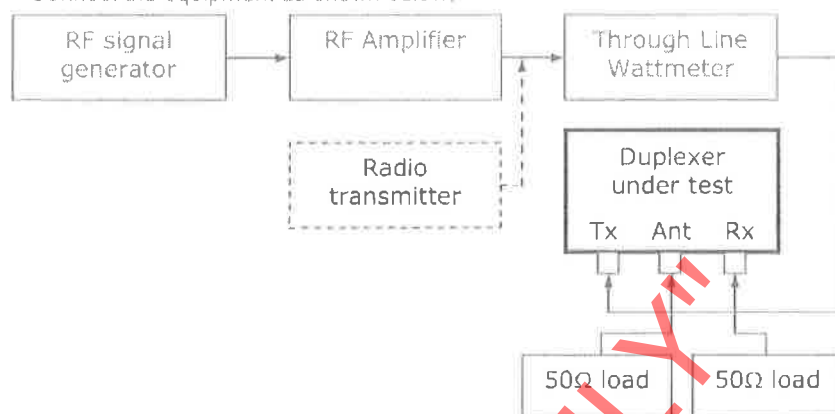 RF signal
generator
RF Amplifier
Through Line
Wattmeter
Radio
transmitter
Duplexer
under test
Tx Ant Rx
50Ω load
50Ω load
Y"